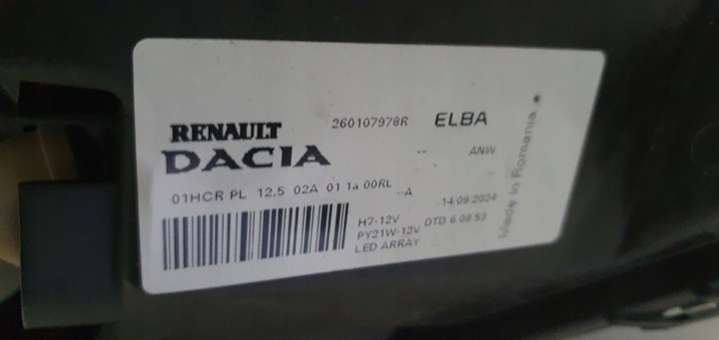 RENAULT 260107978R ELBA
DACIA -- ANW
01HCR PL 12.5 02A 01 1a 00RL --A 14.09.2024
H7-12V DTD 6.08.53
PY21W-12V
LED ARRAY
Made in Romania